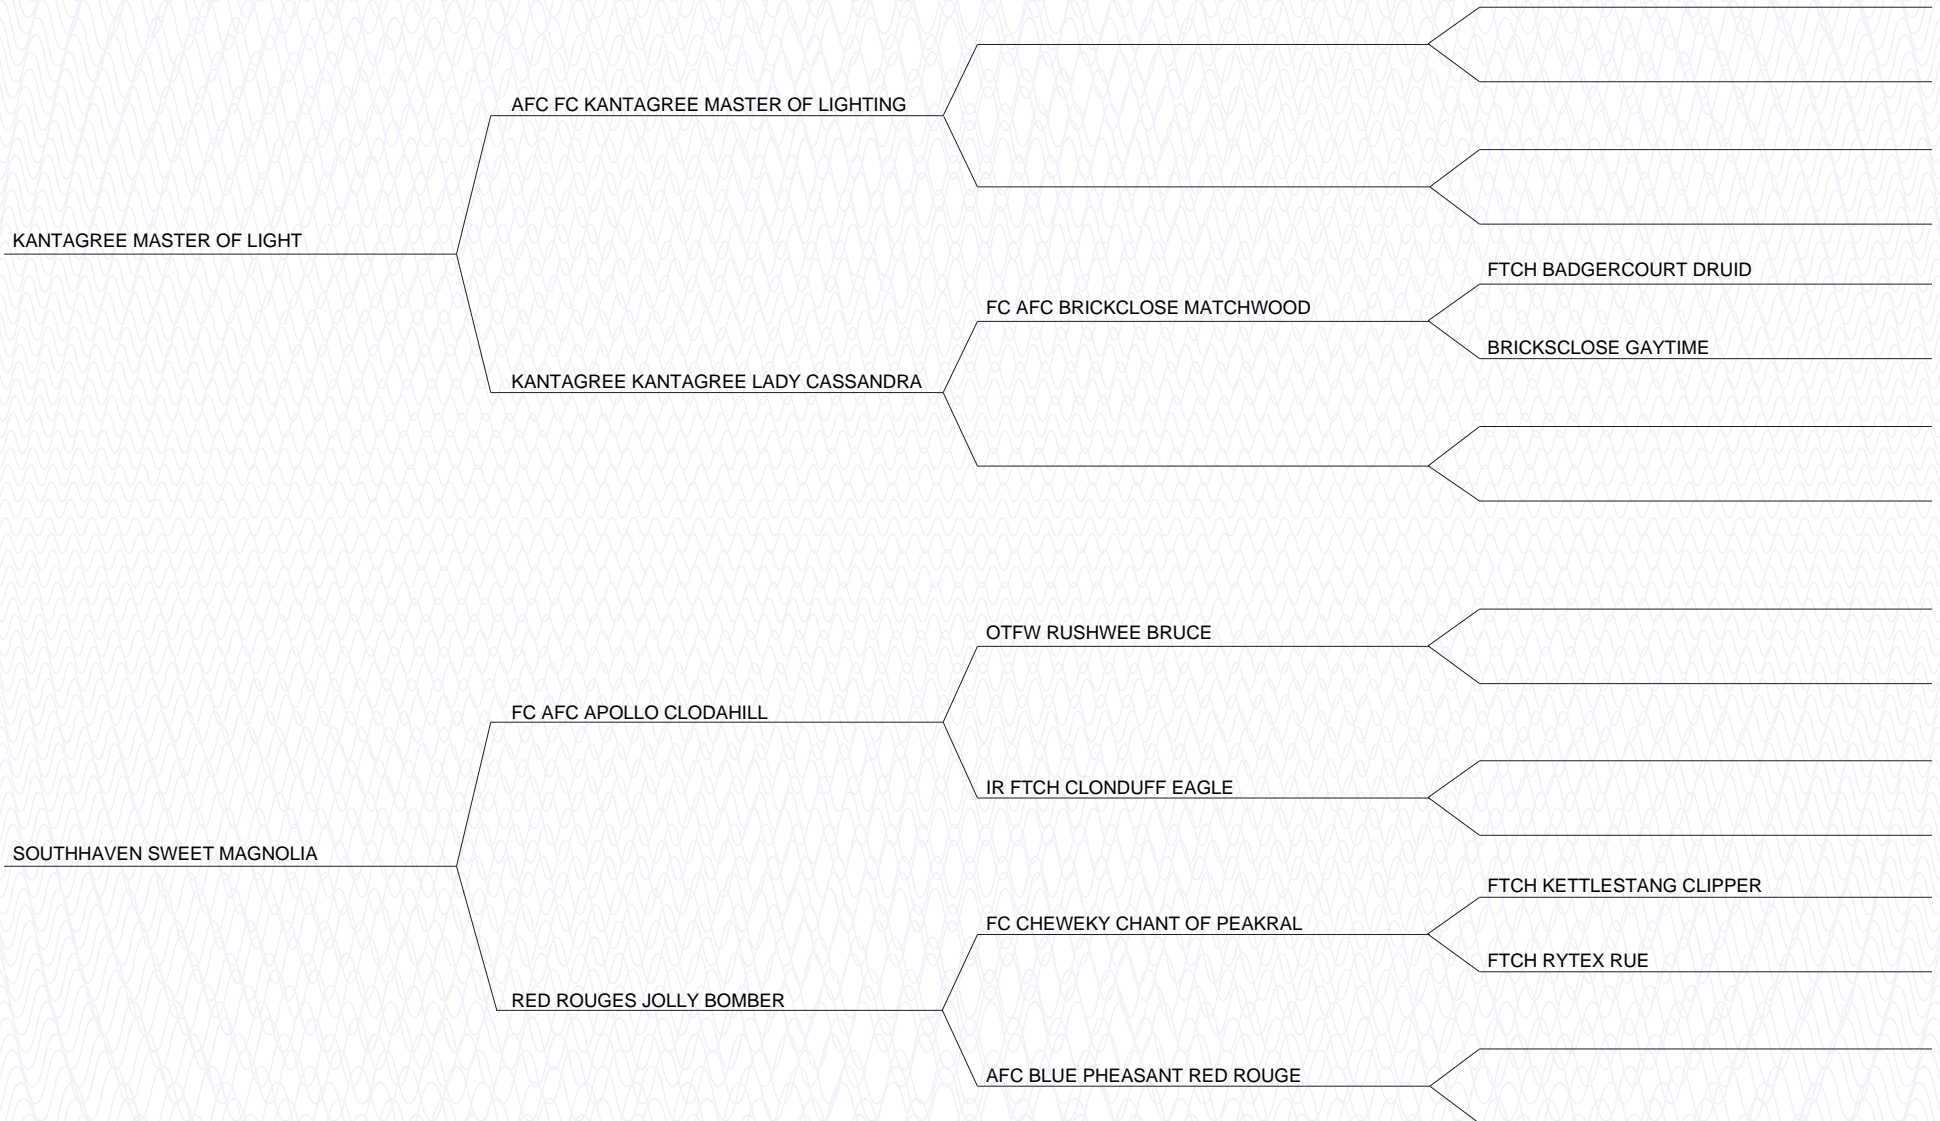 AFC FC KANTAGREE MASTER OF LIGHTING
KANTAGREE MASTER OF LIGHT
FTCH BADGERCOURT DRUID
FC AFC BRICKCLOSE MATCHWOOD
BRICKSCLOSE GAYTIME
KANTAGREE KANTAGREE LADY CASSANDRA
OTFW RUSHWEE BRUCE
FC AFC APOLLO CLODAHILL
IR FTCH CLONDUFF EAGLE
SOUTHHAVEN SWEET MAGNOLIA
FTCH KETTLESTANG CLIPPER
FC CHEWEKY CHANT OF PEAKRAL
FTCH RYTEX RUE
RED ROUGES JOLLY BOMBER
AFC BLUE PHEASANT RED ROUGE